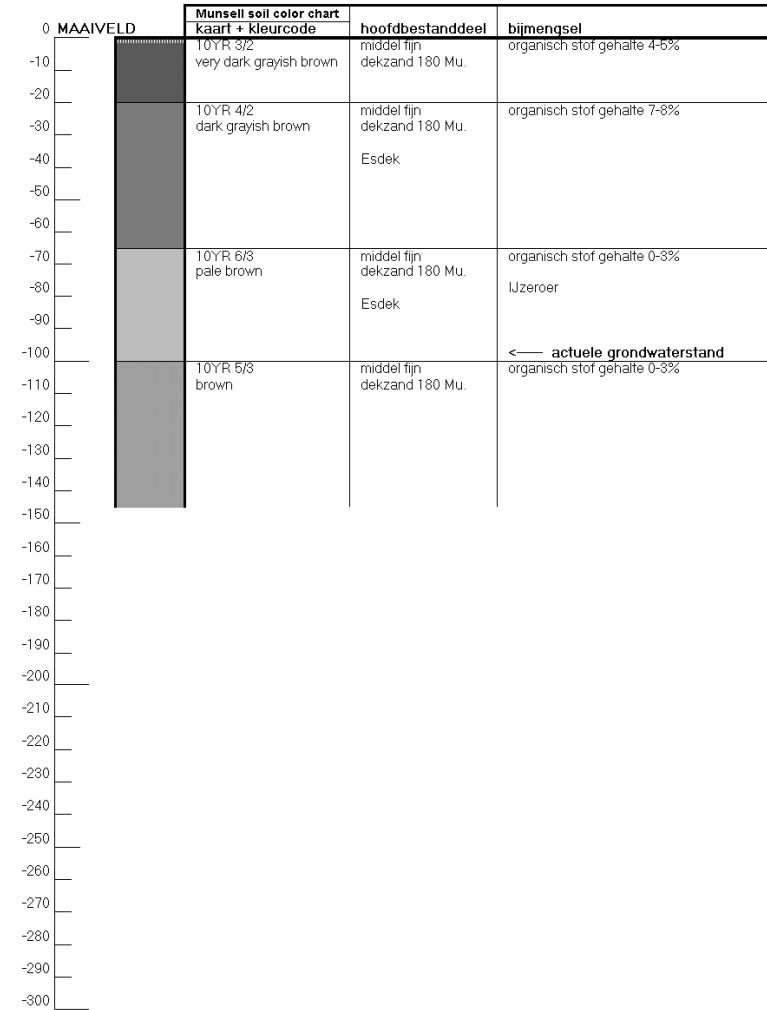 Munsell soil color chart
0 MAAIVELD kaart + kleurcode hoofdbestanddeel bijmengsel
10YR 3/2 middel fijn organisch stof gehalte 4-5%
-10 very dark grayish brown dekzand 180 Mu.
-20
10YR 4/2 middel fijn organisch stof gehalte 7-8%
-30 dark grayish brown dekzand 180 Mu.
-40 Esdek
-50
-60
-70 10YR 6/3 middel fijn organisch stof gehalte 0-3%
pale brown dekzand 180 Mu.
-80 IJzeroer
Esdek
-90
-100 <—— actuele grondwaterstand
10YR 5/3 middel fijn organisch stof gehalte 0-3%
-110 brown dekzand 180 Mu.
-120
-130
-140
-150
-160
-170
-180
-190
-200
-210
-220
-230
-240
-250
-260
-270
-280
-290
-300